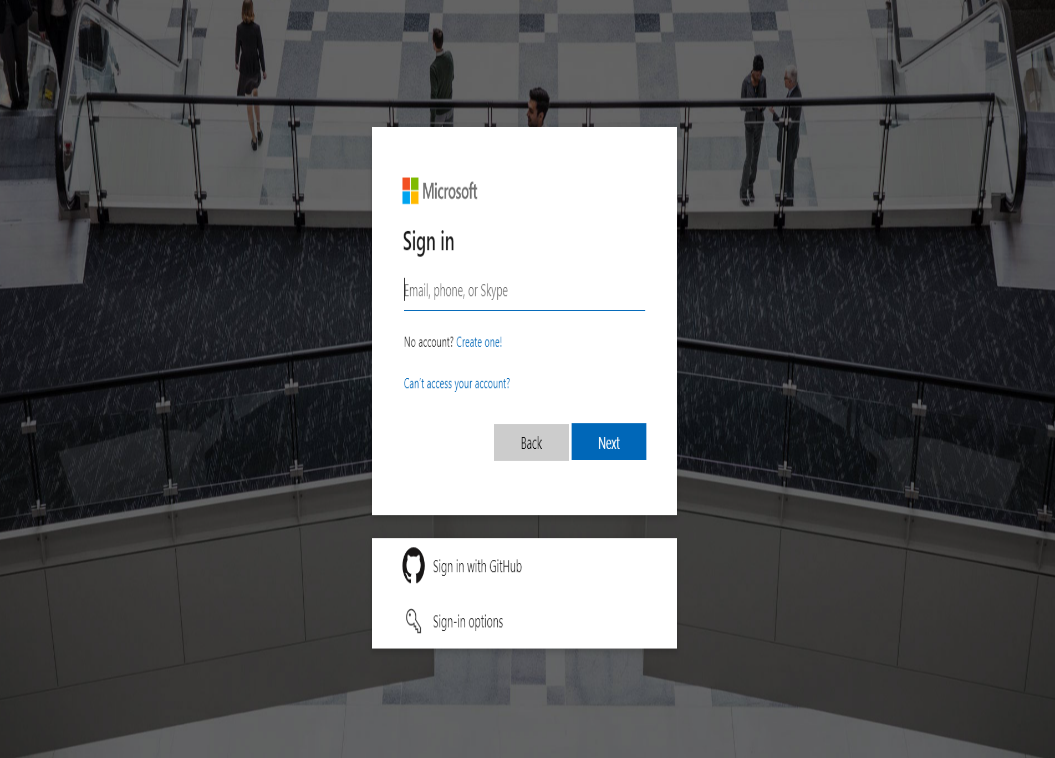 Microsoft
Sign in
Email, phone, or Skype
No account? Create one!
Can't access your account?
Back Next
Sign in with GitHub
Sign-in options